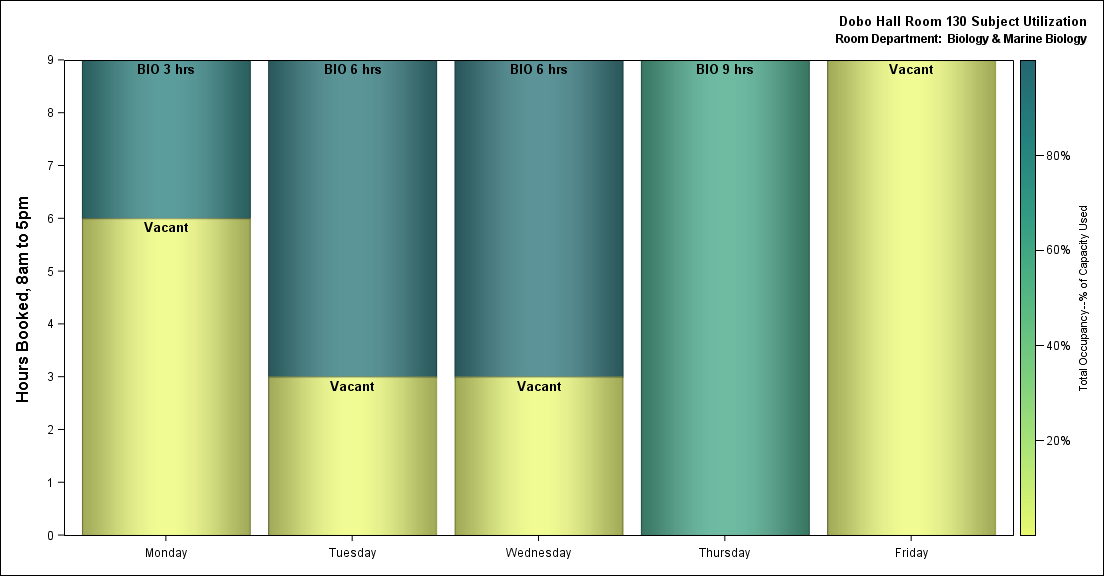 Dobo Hall Room 130 Subject Utilization
Room Department: Biology & Marine Biology
Hours Booked, 8am to 5pm
9
8
7
6
5
4
3
2
1
0
BIO 3 hrs
Vacant
BIO 6 hrs
Vacant
BIO 6 hrs
Vacant
BIO 9 hrs
Vacant
Monday
Tuesday
Wednesday
Thursday
Friday
80%
60%
40%
20%
Total Occupancy--% of Capacity Used